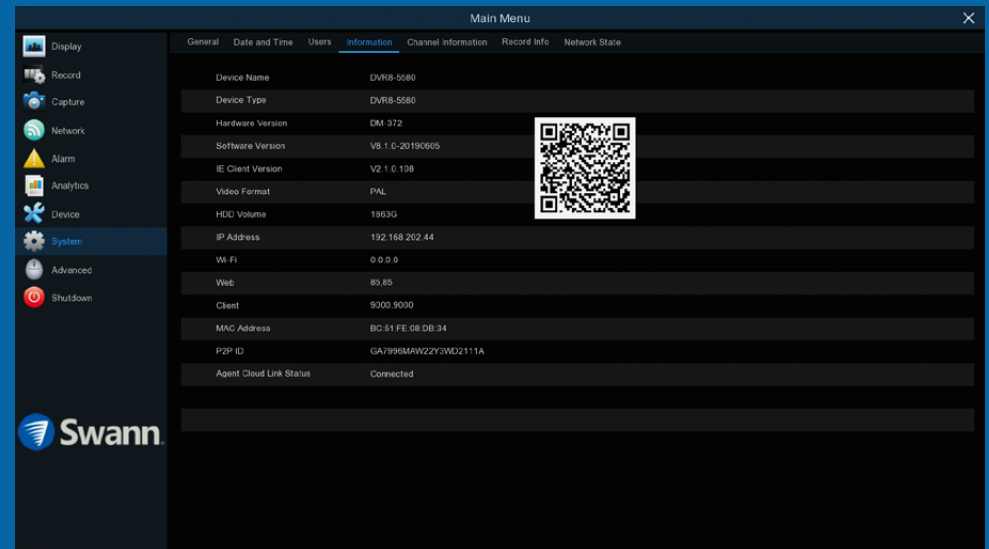 Main Menu
Display
Record
Capture
Network
Alarm
Analytics
Device
System
Advanced
Shutdown
Swann
General Date and Time Users Information Channel Information Record Info Network State
Device Name DVR8-5580
Device Type DVR8-5580
Hardware Version DM-372
Software Version V8.1.0-20190605
IE Client Version V2.1.0.108
Video Format PAL
HDD Volume 1863G
IP Address 192.168.202.44
Wi-Fi 0.0.0.0
Web 85,85
Client 9000,9000
MAC Address BC:51:FE:08:DB:34
P2P ID GA7996MAW22Y3WD2111A
Agent Cloud Link Status Connected